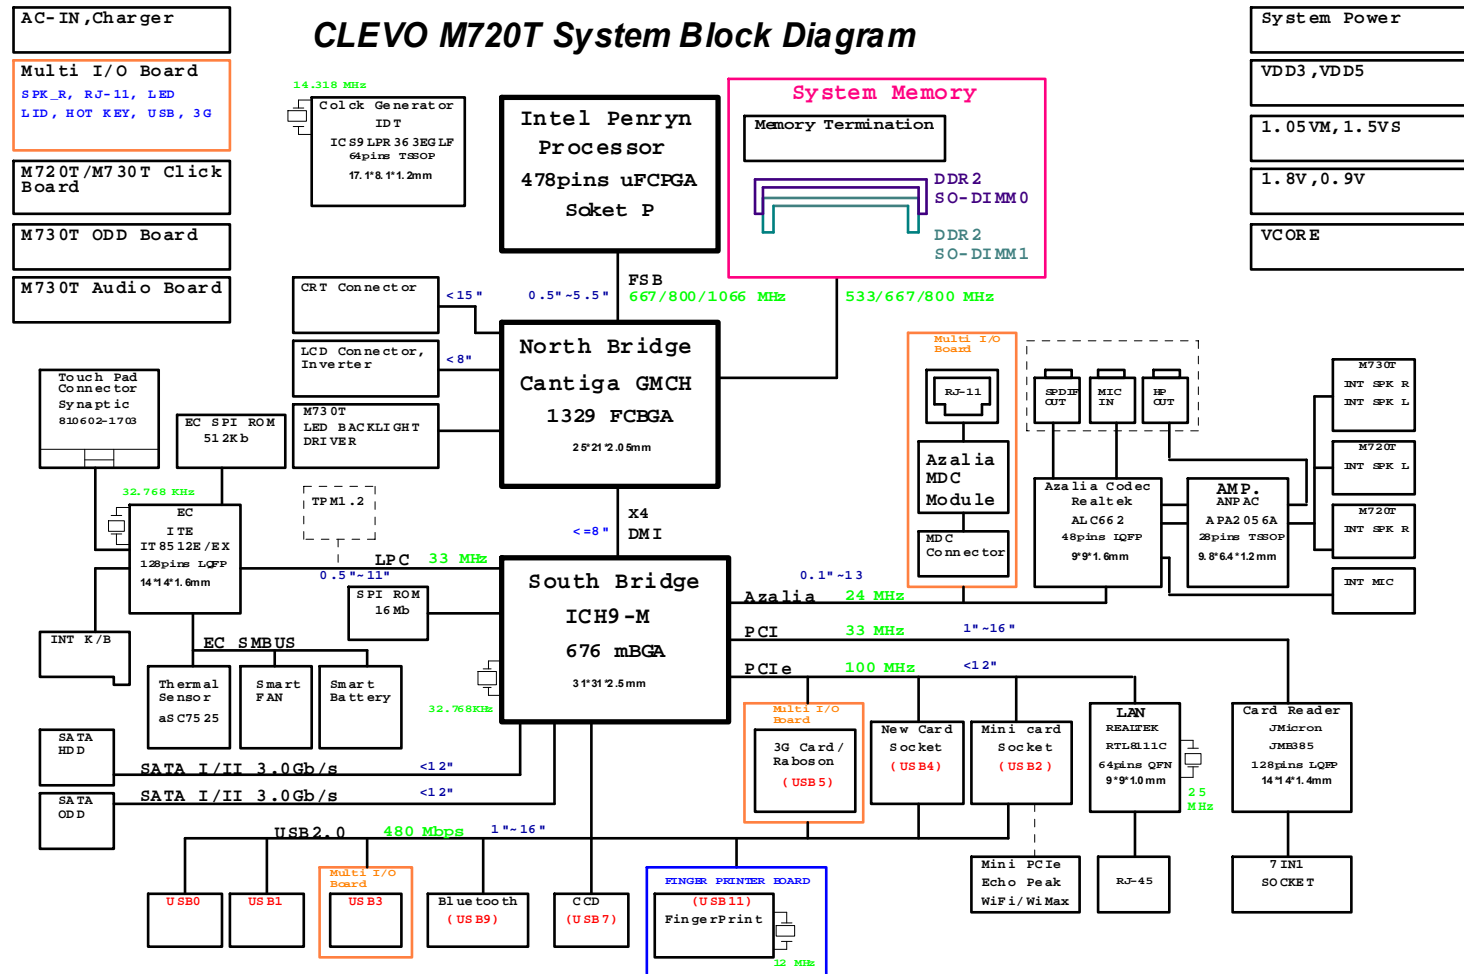 CLEVO M720T System Block Diagram
AC-IN,Charger
Multi I/O Board
SPK_R, RJ-11, LED
LID, HOT KEY, USB, 3G
M720T/M730T Click
Board
M730T ODD Board
M730T Audio Board
System Power
VDD3,VDD5
1.05VM,1.5VS
1.8V,0.9V
VCORE
14.318 MHz
Colck Generator
IDT
ICS9LPR363EGLF
64pins TSSOP
17.1*8.1*1.2mm
Intel Penryn
Processor
478pins uFCPGA
Soket P
System Memory
Memory Termination
DDR2
SO-DIMM0
DDR2
SO-DIMM1
FSB
0.5"~5.5"
667/800/1066 MHz
533/667/800 MHz
CRT Connector
<15"
LCD Connector,
Inverter
<8"
M730T
LED BACKLIGHT
DRIVER
North Bridge
Cantiga GMCH
1329 FCBGA
25*21*2.05mm
Touch Pad
Connector
Synaptic
810602-1703
EC SPI ROM
512Kb
32.768 KHz
EC
ITE
IT8512E/EX
128pins LQFP
14*14*1.6mm
TPM1.2
<=8"
X4
DMI
LPC
33 MHz
0.5"~11"
SPI ROM
16Mb
INT K/B
EC SMBUS
Thermal
Sensor
aSC7525
Smart
FAN
Smart
Battery
South Bridge
ICH9-M
676 mBGA
31*31*2.5mm
32.768KHz
Multi I/O
Board
RJ-11
Azalia
MDC
Module
MDC
Connector
SPDIF
OUT
MIC
IN
HP
OUT
Azalia Codec
Realtek
ALC662
48pins LQFP
9*9*1.6mm
AMP.
ANPAC
APA2056A
28pins TSSOP
9.8*6.4*1.2mm
M730T
INT SPK R
INT SPK L
M720T
INT SPK L
M720T
INT SPK R
INT MIC
0.1"~13
Azalia
24 MHz
PCI
33 MHz
1"~16"
PCIe
100 MHz
<12"
SATA
HDD
SATA I/II 3.0Gb/s
<12"
SATA
ODD
SATA I/II 3.0Gb/s
<12"
Multi I/O
Board
3G Card/
Raboson
(USB5)
New Card
Socket
(USB4)
Mini card
Socket
(USB2)
LAN
REALTEK
RTL8111C
64pins QFN
9*9*1.0mm
25
MHz
Card Reader
JMicron
JMB385
128pins LQFP
14*14*1.4mm
USB2.0
480 Mbps
1"~16"
USB0
USB1
Multi I/O
Board
USB3
Bluetooth
(USB9)
CCD
(USB7)
FINGER PRINTER BOARD
(USB11)
FingerPrint
12 MHz
Mini PCIe
Echo Peak
WiFi/WiMax
RJ-45
7IN1
SOCKET